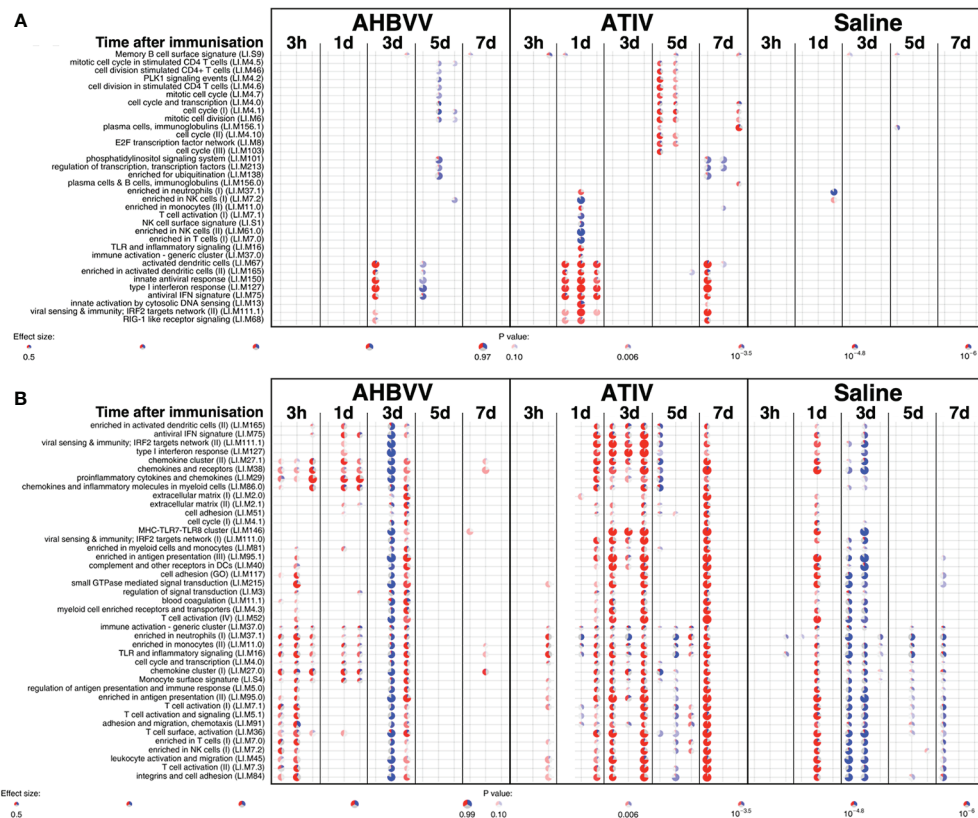 A
AHBVV ATIV Saline
Time after immunisation 3h 1d 3d 5d 7d 3h 1d 3d 5d 7d 3h 1d 3d 5d 7d
Memory B cell surface signature (LI.S9)
mitotic cell cycle in stimulated CD4 T cells (LI.M4.5)
cell division stimulated CD4+ T cells (LI.M46)
PLK1 signaling events (LI.M4.2)
cell division in stimulated CD4 T cells (LI.M4.6)
mitotic cell cycle (LI.M4.7)
cell cycle and transcription (LI.M4.0)
cell cycle (I) (LI.M4.1)
mitotic cell division (LI.M6)
plasma cells, immunoglobulins (LI.M156.1)
cell cycle (II) (LI.M4.10)
E2F transcription factor network (LI.M8)
cell cycle (III) (LI.M103)
phosphatidylinositol signaling system (LI.M101)
regulation of transcription, transcription factors (LI.M213)
enriched for ubiquitination (LI.M138)
plasma cells & B cells, immunoglobulins (LI.M156.0)
enriched in neutrophils (I) (LI.M37.1)
enriched in NK cells (I) (LI.M7.2)
enriched in monocytes (II) (LI.M11.0)
T cell activation (I) (LI.M7.1)
NK cell surface signature (LI.S1)
enriched in NK cells (II) (LI.M61.0)
enriched in T cells (I) (LI.M7.0)
TLR and inflammatory signaling (LI.M16)
immune activation - generic cluster (LI.M37.0)
activated dendritic cells (LI.M67)
enriched in activated dendritic cells (II) (LI.M165)
innate antiviral response (LI.M150)
type I interferon response (LI.M127)
antiviral IFN signature (LI.M75)
innate activation by cytosolic DNA sensing (LI.M13)
viral sensing & immunity; IRF2 targets network (II) (LI.M111.1)
RIG-1 like receptor signaling (LI.M68)
Effect size: P value:
0.5 0.97 0.10 0.006 10-3.5 10-4.8 10-6
B
AHBVV ATIV Saline
Time after immunisation 3h 1d 3d 5d 7d 3h 1d 3d 5d 7d 3h 1d 3d 5d 7d
enriched in activated dendritic cells (II) (LI.M165)
antiviral IFN signature (LI.M75)
viral sensing & immunity; IRF2 targets network (II) (LI.M111.1)
type I interferon response (LI.M127)
chemokine cluster (II) (LI.M27.1)
chemokines and receptors (LI.M38)
proinflammatory cytokines and chemokines (LI.M29)
chemokines and inflammatory molecules in myeloid cells (LI.M86.0)
extracellular matrix (I) (LI.M2.0)
extracellular matrix (II) (LI.M2.1)
cell adhesion (LI.M51)
cell cycle (I) (LI.M4.1)
MHC-TLR7-TLR8 cluster (LI.M146)
viral sensing & immunity; IRF2 targets network (I) (LI.M111.0)
enriched in myeloid cells and monocytes (LI.M81)
enriched in antigen presentation (III) (LI.M95.1)
complement and other receptors in DCs (LI.M40)
cell adhesion (GO) (LI.M117)
small GTPase mediated signal transduction (LI.M215)
regulation of signal transduction (LI.M3)
blood coagulation (LI.M11.1)
myeloid cell enriched receptors and transporters (LI.M4.3)
T cell activation (IV) (LI.M52)
immune activation - generic cluster (LI.M37.0)
enriched in neutrophils (I) (LI.M37.1)
enriched in monocytes (II) (LI.M11.0)
TLR and inflammatory signaling (LI.M16)
cell cycle and transcription (LI.M4.0)
chemokine cluster (I) (LI.M27.0)
Monocyte surface signature (LI.S4)
regulation of antigen presentation and immune response (LI.M5.0)
enriched in antigen presentation (II) (LI.M95.0)
T cell activation (I) (LI.M7.1)
T cell activation and signaling (LI.M5.1)
adhesion and migration, chemotaxis (LI.M91)
T cell surface, activation (LI.M36)
enriched in T cells (I) (LI.M7.0)
enriched in NK cells (I) (LI.M7.2)
leukocyte activation and migration (LI.M45)
T cell activation (II) (LI.M7.3)
integrins and cell adhesion (LI.M84)
Effect size: P value:
0.5 0.99 0.10 0.006 10-3.5 10-4.8 10-6